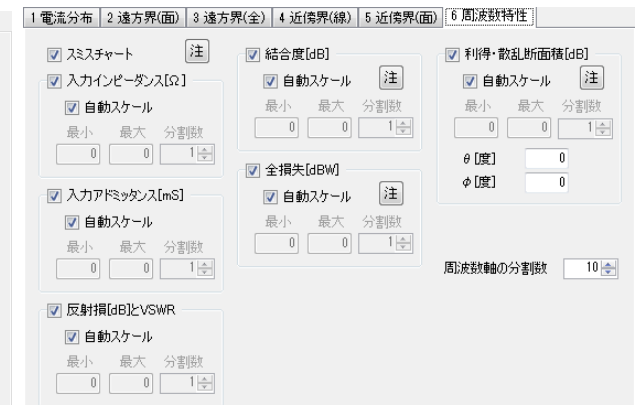 1 電流分布 2 遠方界(面) 3 遠方界(全) 4 近傍界(線) 5 近傍界(面) 6 周波数特性
スミスチャート 注
入力インピーダンス[Ω]
自動スケール
最小 最大 分割数
0 0 1
入力アドミッタンス[mS]
自動スケール
最小 最大 分割数
0 0 1
反射損[dB]とVSWR
自動スケール
最小 最大 分割数
0 0 1
結合度[dB]
自動スケール 注
最小 最大 分割数
0 0 1
全損失[dBW]
自動スケール 注
最小 最大 分割数
0 0 1
利得・散乱断面積[dB]
自動スケール 注
最小 最大 分割数
0 0 1
θ [度] 0
φ [度] 0
周波数軸の分割数 10